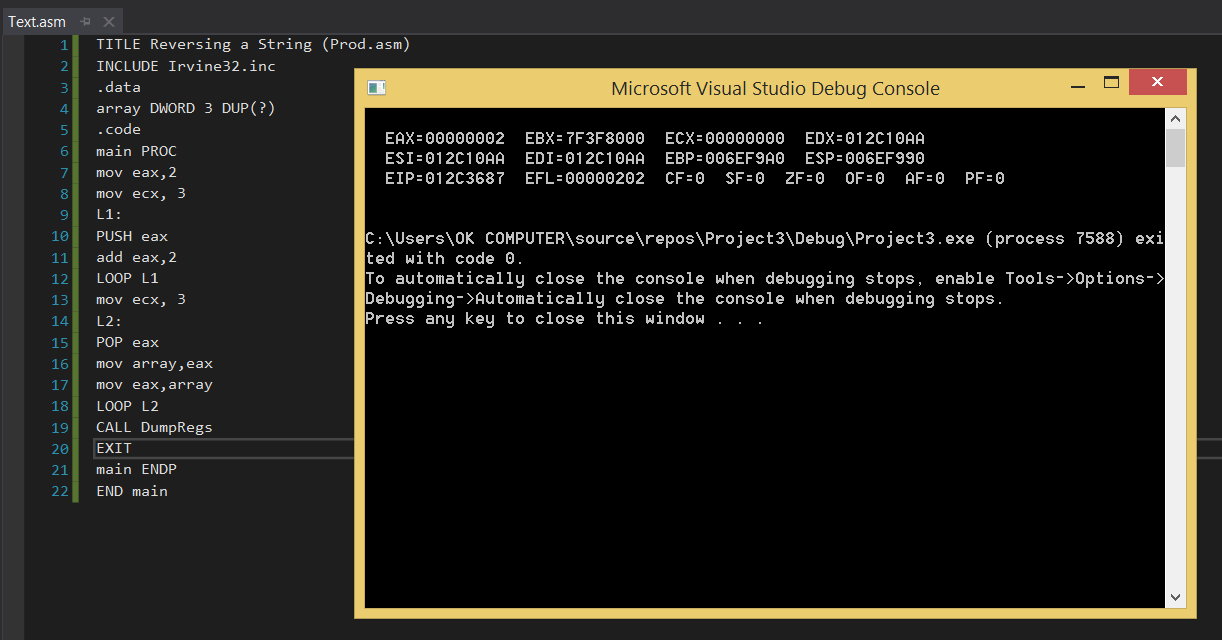 Text.asm
1 TITLE Reversing a String (Prod.asm)
2 INCLUDE Irvine32.inc
3 .data
4 array DWORD 3 DUP(?)
5 .code
6 main PROC
7 mov eax,2
8 mov ecx, 3
9 L1:
10 PUSH eax
11 add eax,2
12 LOOP L1
13 mov ecx, 3
14 L2:
15 POP eax
16 mov array,eax
17 mov eax,array
18 LOOP L2
19 CALL DumpRegs
20 EXIT
21 main ENDP
22 END main
Microsoft Visual Studio Debug Console
EAX=00000002 EBX=7F3F8000 ECX=00000000 EDX=012C10AA
ESI=012C10AA EDI=012C10AA EBP=006EF9A0 ESP=006EF990
EIP=012C3687 EFL=00000202 CF=0 SF=0 ZF=0 OF=0 AF=0 PF=0
C:\Users\OK COMPUTER\source\repos\Project3\Debug\Project3.exe (process 7588) exi
ted with code 0.
To automatically close the console when debugging stops, enable Tools->Options->
Debugging->Automatically close the console when debugging stops.
Press any key to close this window . . .